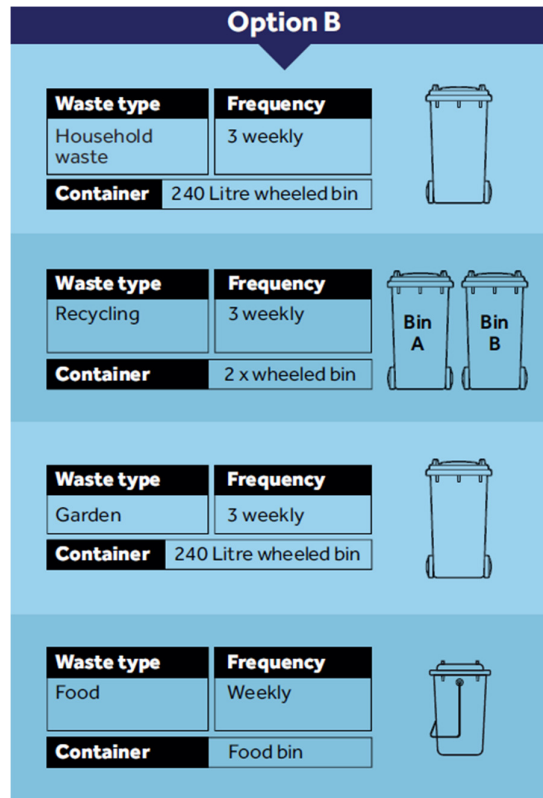 Option B
Waste type Frequency
Household 3 weekly
waste
Container 240 Litre wheeled bin
Waste type Frequency
Recycling 3 weekly
Container 2 x wheeled bin
Bin Bin
A B
Waste type Frequency
Garden 3 weekly
Container 240 Litre wheeled bin
Waste type Frequency
Food Weekly
Container Food bin